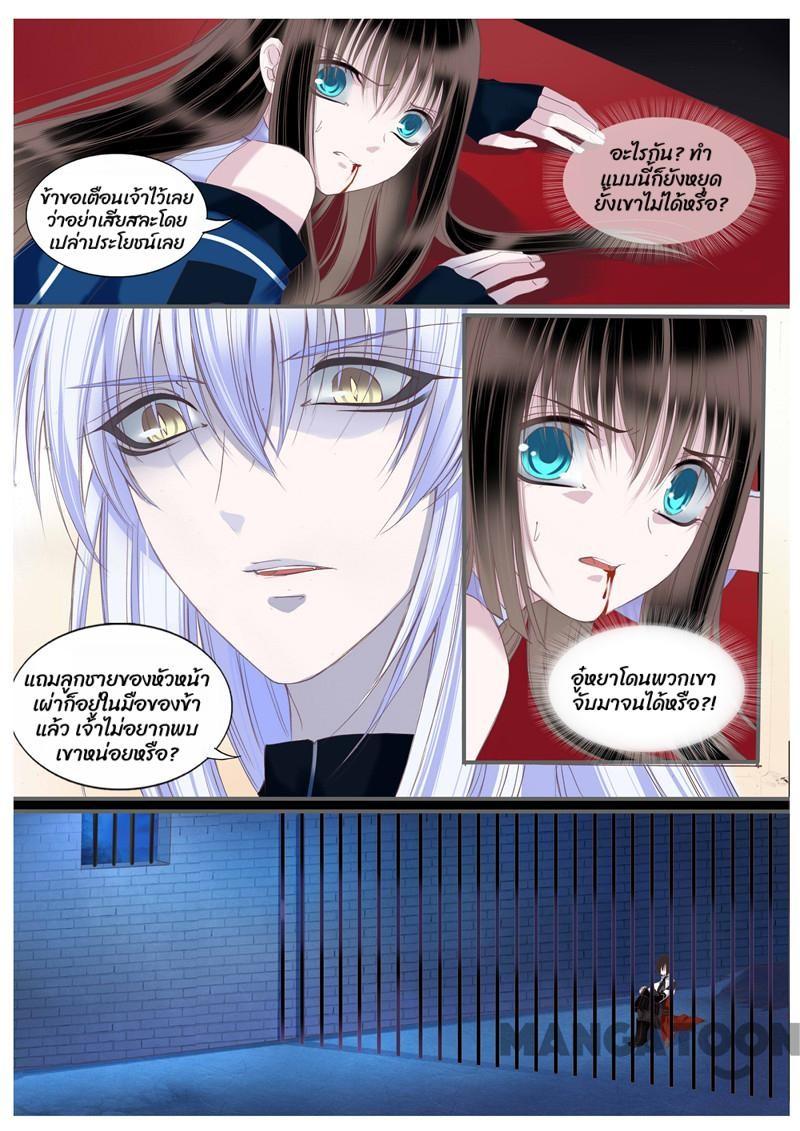 อะไรกัน? ทำ
แบบนี้ก็ยังหยุด
ยั้งเขาไม่ได้หรือ?
ข้าขอเตือนเจ้าไว้เลย
ว่าอย่าเสียสละโดย
เปล่าประโยชน์เลย
แถมลูกชายของหัวหน้า
เผ่าก็อยู่ในมือของข้า
แล้ว เจ้าไม่อยากพบ
เขาหน่อยหรือ?
อู๋หยาโดนพวกเขา
จับมาจนได้หรือ?!
MANGATOON